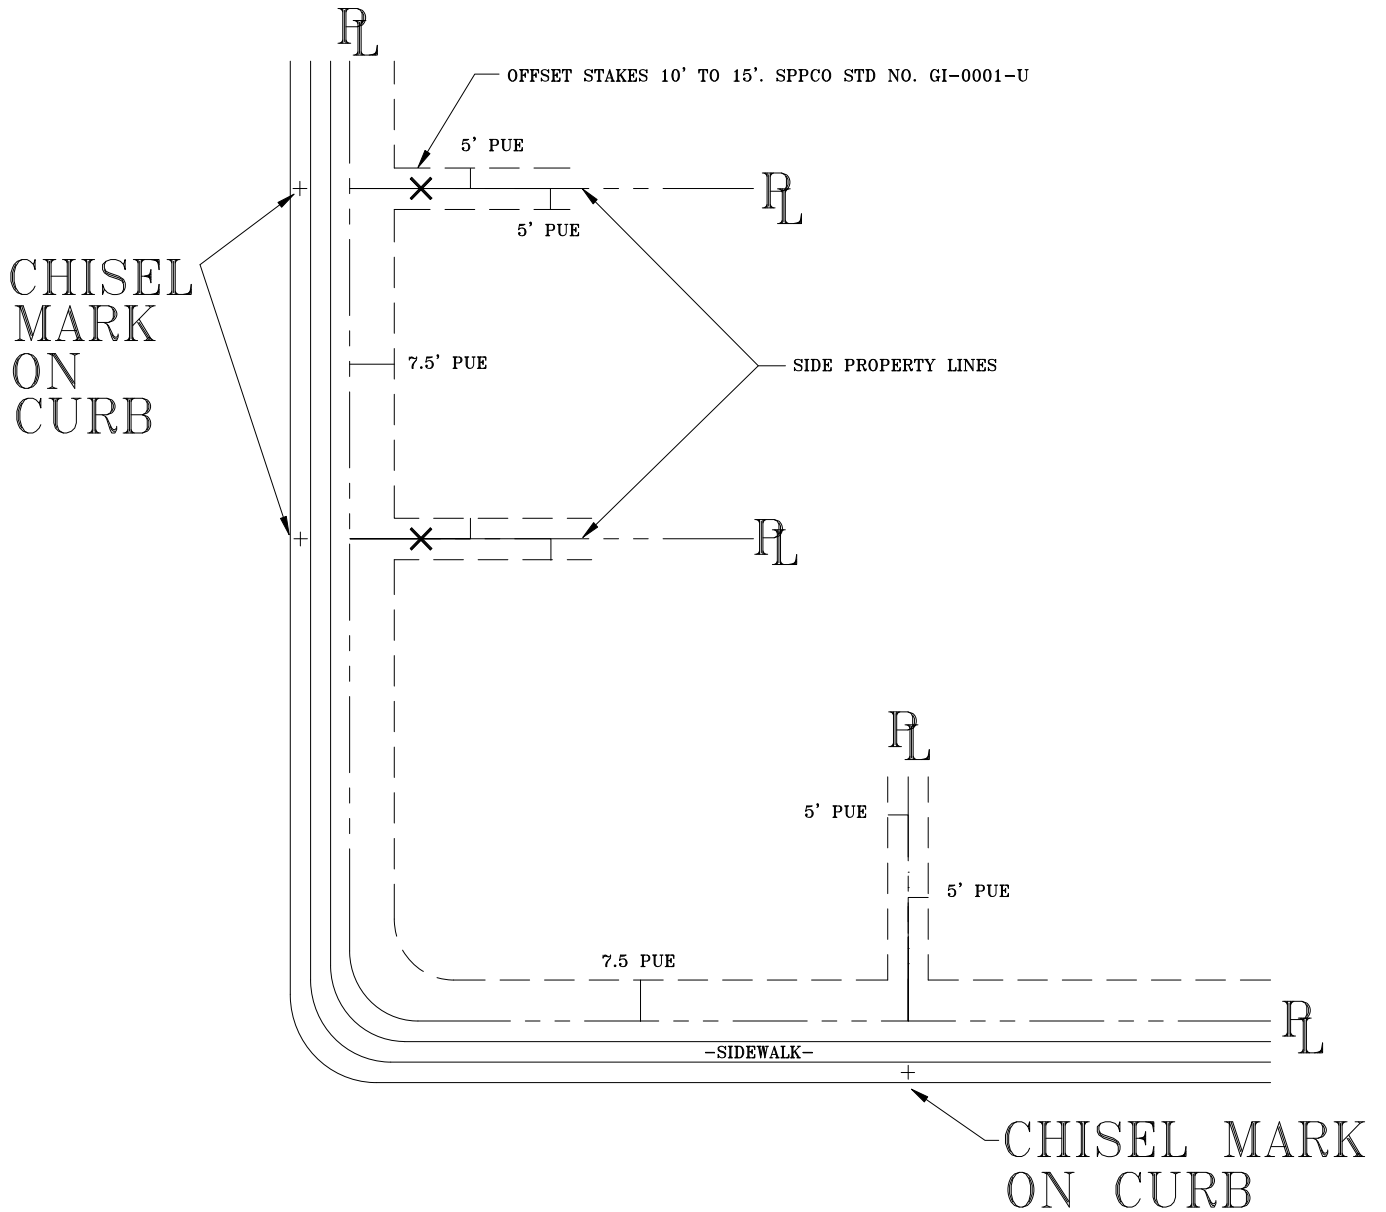 PL
OFFSET STAKES 10' TO 15'. SPPCO STD NO. GI-0001-U
5' PUE
PL
5' PUE
CHISEL
MARK
ON
CURB
7.5' PUE
SIDE PROPERTY LINES
PL
PL
5' PUE
5' PUE
7.5 PUE
PL
-SIDEWALK-
CHISEL MARK
ON CURB